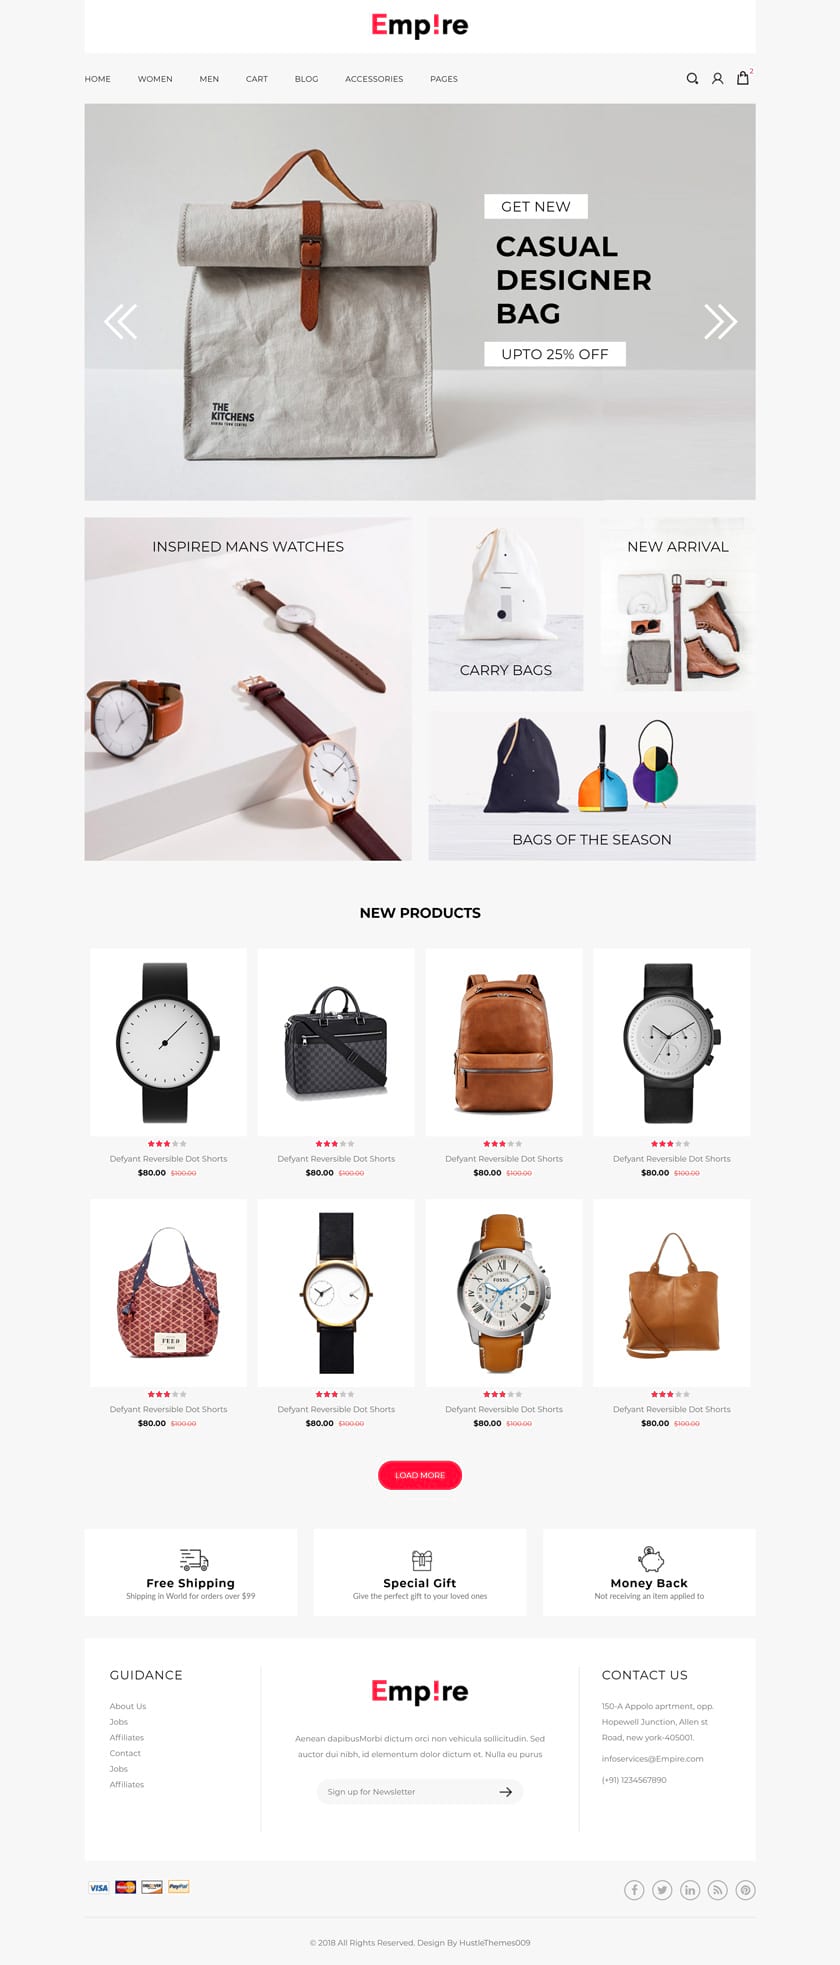 Emp!re
HOME WOMEN MEN CART BLOG ACCESSORIES PAGES
2
GET NEW
CASUAL
DESIGNER
BAG
UPTO 25% OFF
THE
KITCHENS
INSPIRED MANS WATCHES
CARRY BAGS
NEW ARRIVAL
BAGS OF THE SEASON
NEW PRODUCTS
Defyant Reversible Dot Shorts
$80.00 $100.00
Defyant Reversible Dot Shorts
$80.00 $100.00
Defyant Reversible Dot Shorts
$80.00 $100.00
Defyant Reversible Dot Shorts
$80.00 $100.00
FEED
FOSSIL
Defyant Reversible Dot Shorts
$80.00 $100.00
Defyant Reversible Dot Shorts
$80.00 $100.00
Defyant Reversible Dot Shorts
$80.00 $100.00
Defyant Reversible Dot Shorts
$80.00 $100.00
LOAD MORE
Free Shipping
Shipping in World for orders over $99
Special Gift
Give the perfect gift to your loved ones
Money Back
Not receiving an item applied to
GUIDANCE
About Us
Jobs
Affiliates
Contact
Jobs
Affiliates
Emp!re
Aenean dapibusMorbi dictum orci non vehicula sollicitudin. Sed
auctor dui nibh, id elementum dolor dictum et. Nulla eu purus
Sign up for Newsletter
CONTACT US
150-A Appolo aprtment, opp.
Hopewell Junction, Allen st
Road, new york-405001.
infoservices@Empire.com
(+91) 1234567890
VISA MasterCard DISCOVER PayPal
© 2018 All Rights Reserved. Design By HustleThemes009